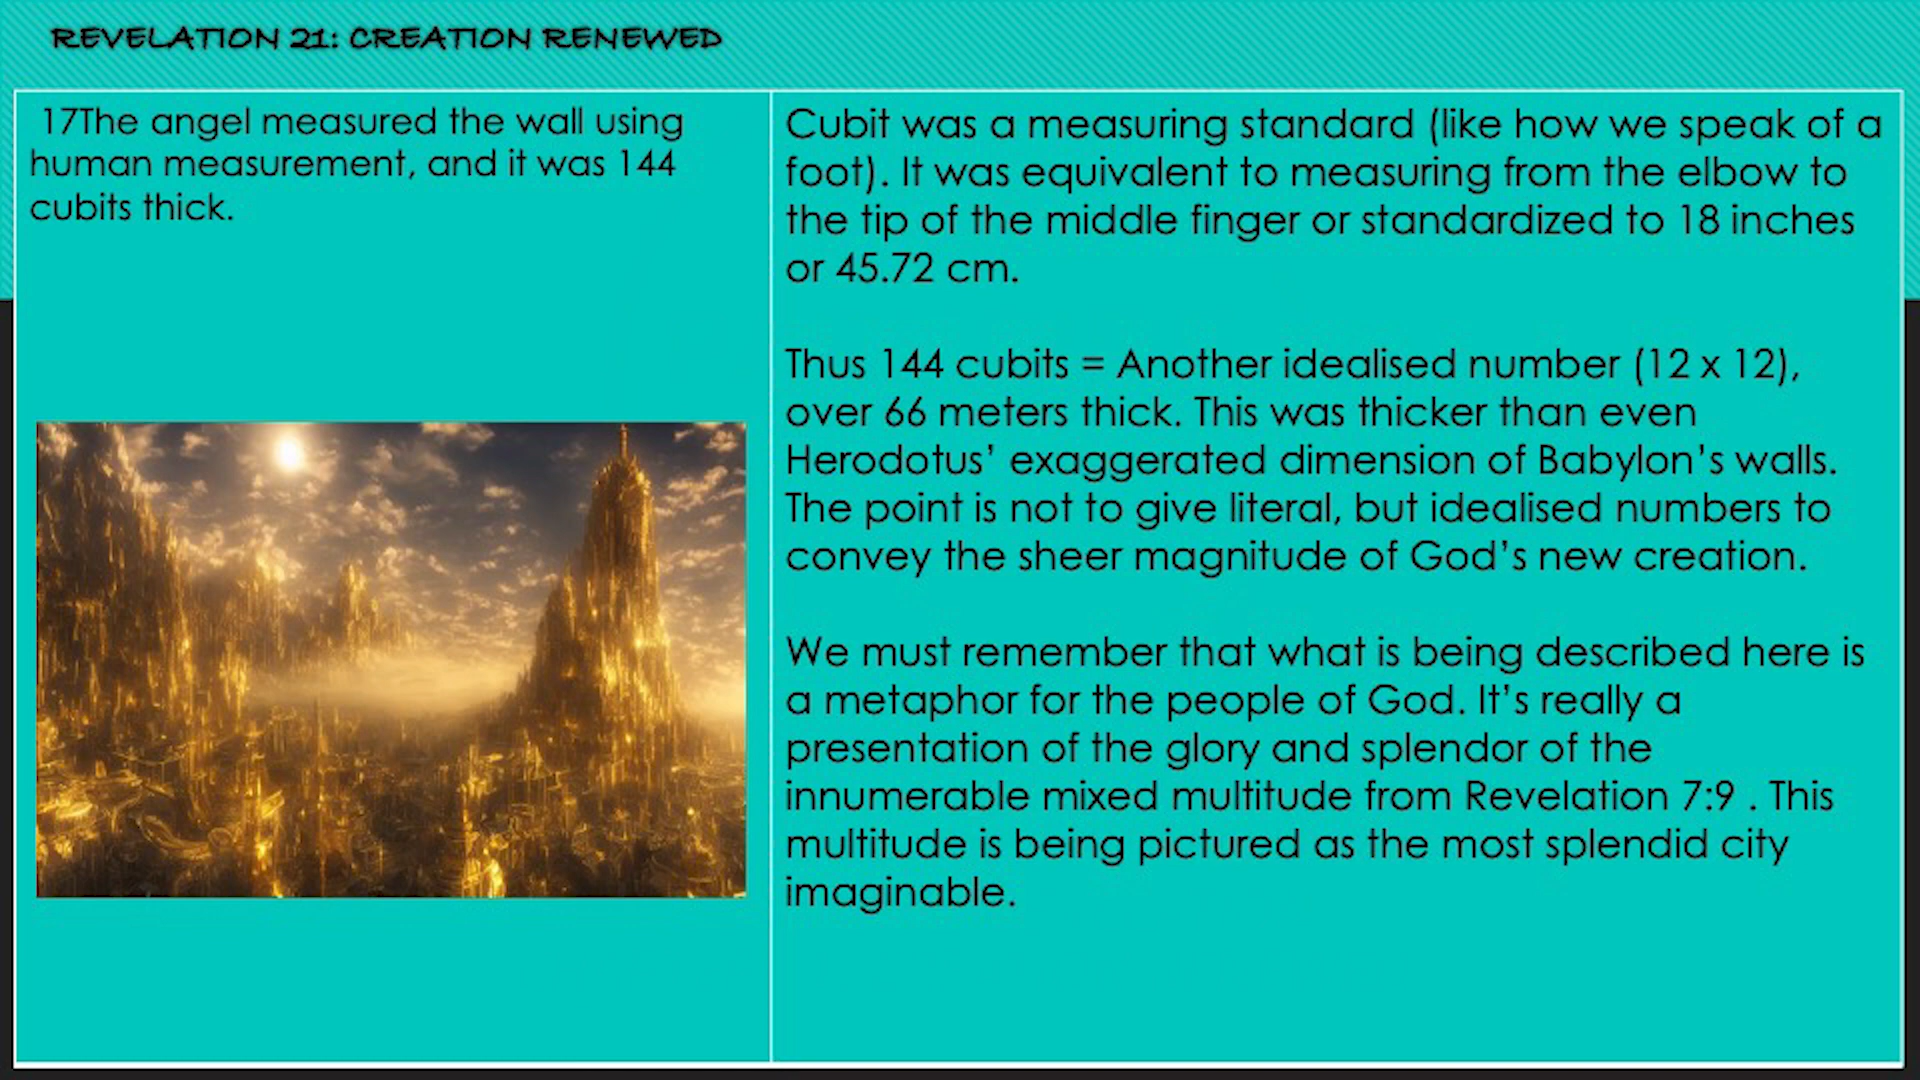 REVELATION 21: CREATION RENEWED
17The angel measured the wall using
human measurement, and it was 144
cubits thick.
Cubit was a measuring standard (like how we speak of a
foot). It was equivalent to measuring from the elbow to
the tip of the middle finger or standardized to 18 inches
or 45.72 cm.
Thus 144 cubits = Another idealised number (12 x 12),
over 66 meters thick. This was thicker than even
Herodotus’ exaggerated dimension of Babylon’s walls.
The point is not to give literal, but idealised numbers to
convey the sheer magnitude of God’s new creation.
We must remember that what is being described here is
a metaphor for the people of God. It’s really a
presentation of the glory and splendor of the
innumerable mixed multitude from Revelation 7:9 . This
multitude is being pictured as the most splendid city
imaginable.